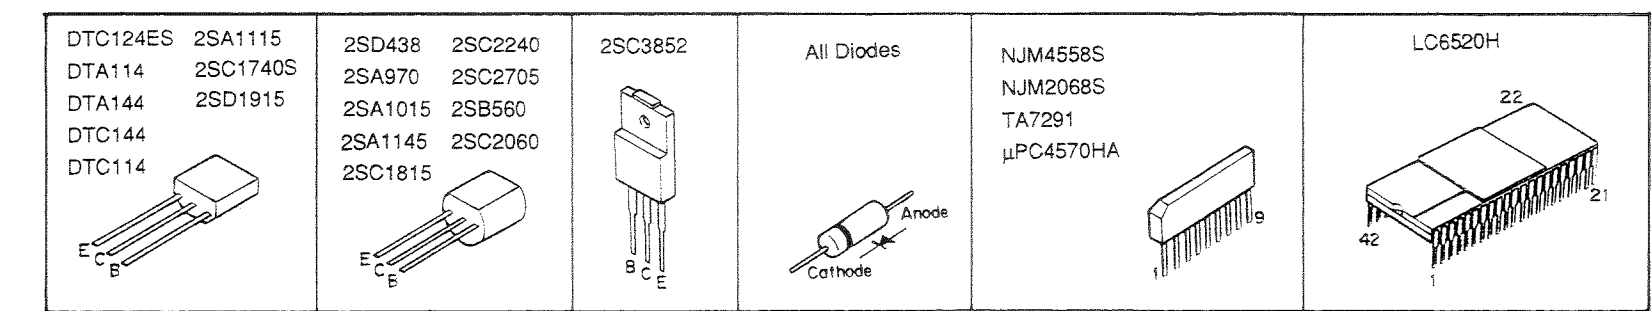 DTC124ES 2SA1115
DTA114 2SC1740S
DTA144 2SD1915
DTC144
DTC114
E C B
2SD438 2SC2240
2SA970 2SC2705
2SA1015 2SB560
2SA1145 2SC2060
2SC1815
E C B
2SC3852
B C E
All Diodes
Anode
Cathode
NJM4558S
NJM2068S
TA7291
µPC4570HA
9
1
LC6520H
22
21
42
1